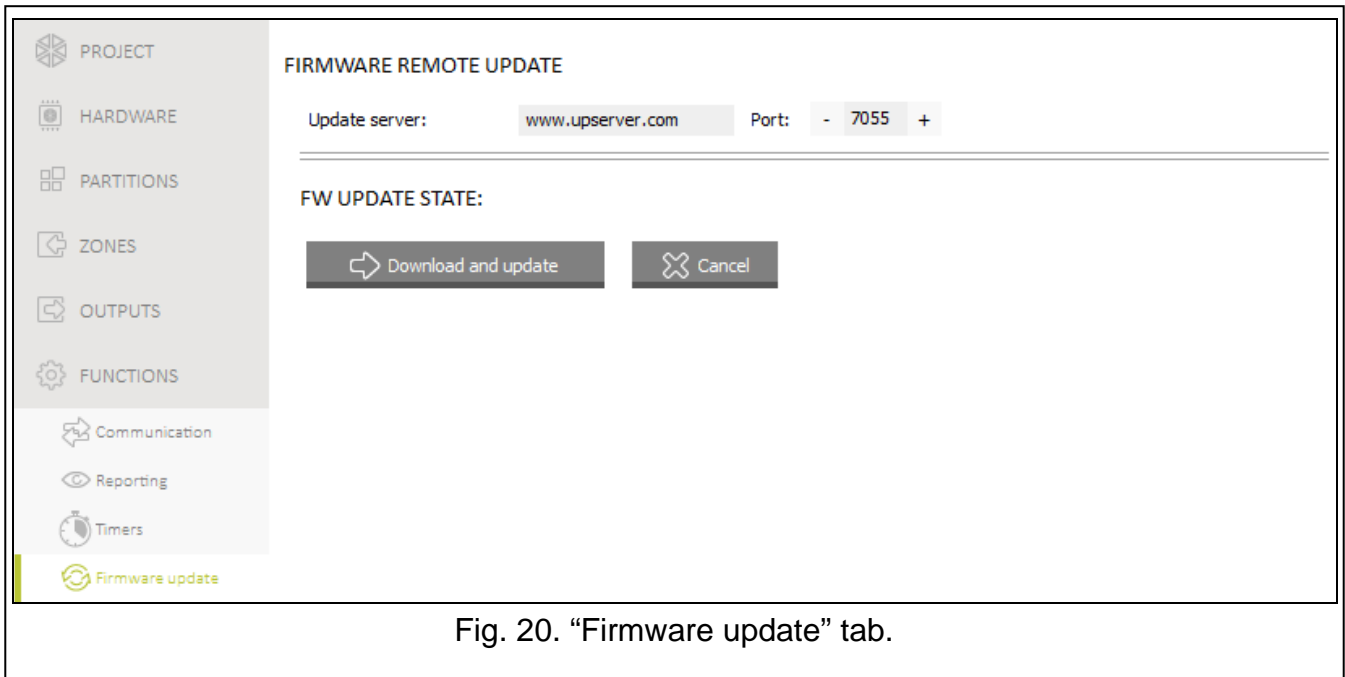 PROJECT
HARDWARE
PARTITIONS
ZONES
OUTPUTS
FUNCTIONS
Communication
Reporting
Timers
Firmware update
FIRMWARE REMOTE UPDATE
Update server: www.upserver.com Port: - 7055 +
FW UPDATE STATE:
Download and update Cancel
Fig. 20. “Firmware update” tab.